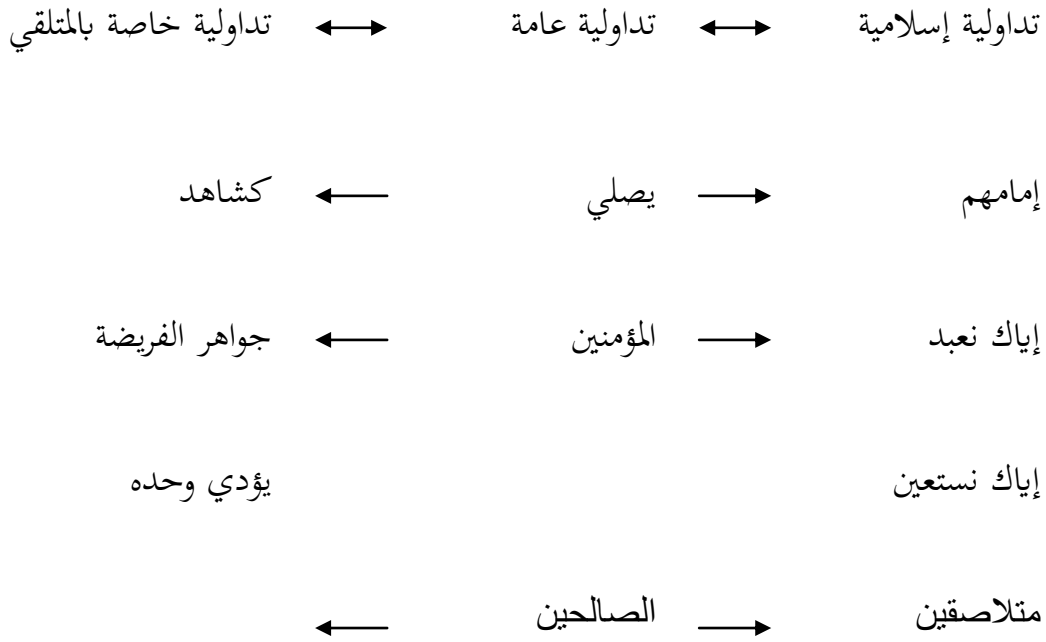 تداولية إسلامية ⟷ تداولية عامة ⟷ تداولية خاصة بالمتلقي
إمامهم ⟶ يصلي ⟵ كشاهد
إياك نعبد ⟶ المؤمنين ⟵ جواهر الفريضة
إياك نستعين يؤدي وحده
متلاصقين ⟶ الصالحين ⟵